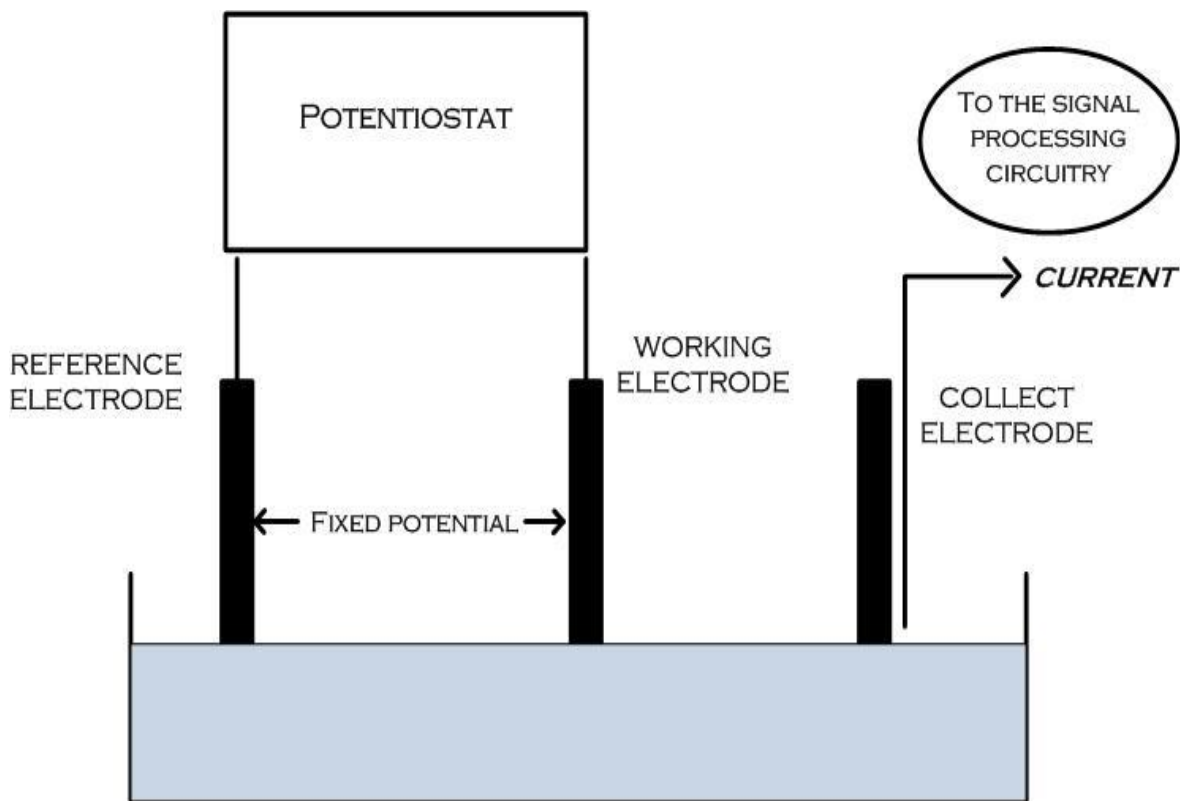 Potentiostat
To the signal
processing
circuitry
CURRENT
REFERENCE
ELECTRODE
WORKING
ELECTRODE
COLLECT
ELECTRODE
Fixed potential